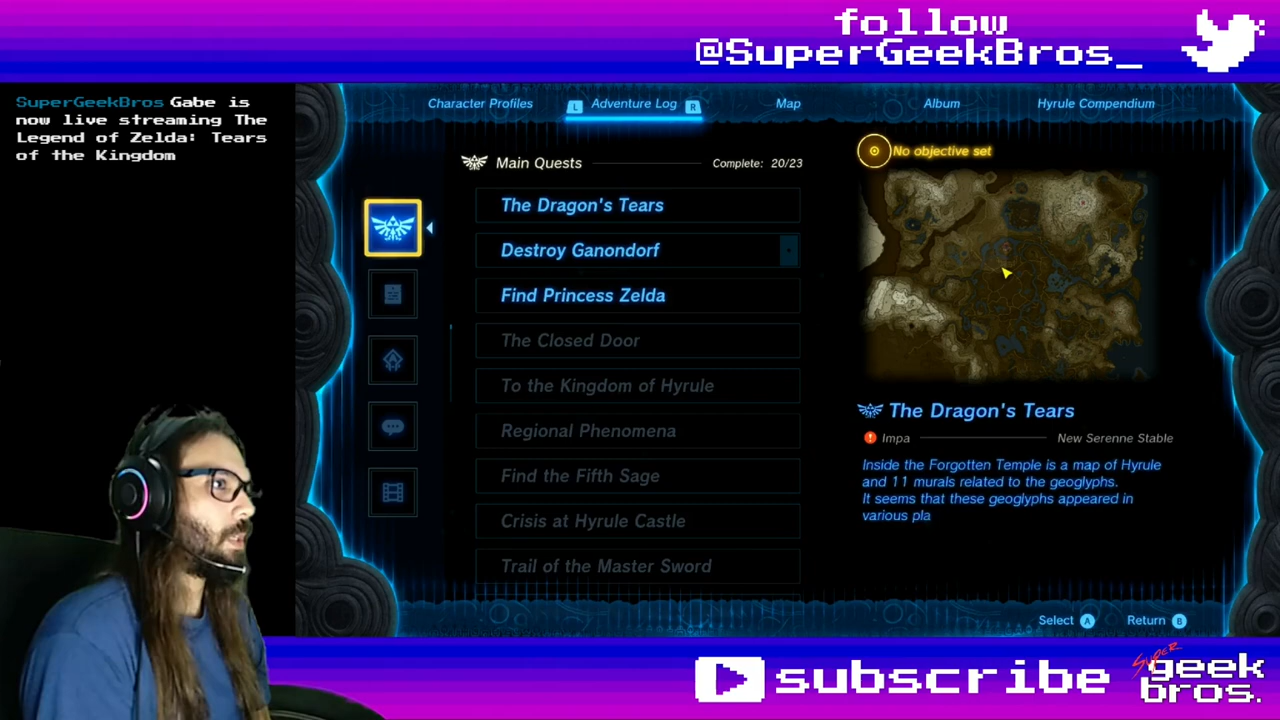 follow
@SuperGeekBros_
SuperGeekBros Gabe is
now live streaming The
Legend of Zelda: Tears
of the Kingdom
Character Profiles
L Adventure Log R
Map
Album
Hyrule Compendium
Main Quests
Complete: 20/23
The Dragon's Tears
Destroy Ganondorf
Find Princess Zelda
The Closed Door
To the Kingdom of Hyrule
Regional Phenomena
Find the Fifth Sage
Crisis at Hyrule Castle
Trail of the Master Sword
No objective set
The Dragon's Tears
Impa
New Serenne Stable
Inside the Forgotten Temple is a map of Hyrule
and 11 murals related to the geoglyphs.
It seems that these geoglyphs appeared in
various pla
Select A
Return B
subscribe
Super
geek
bros.